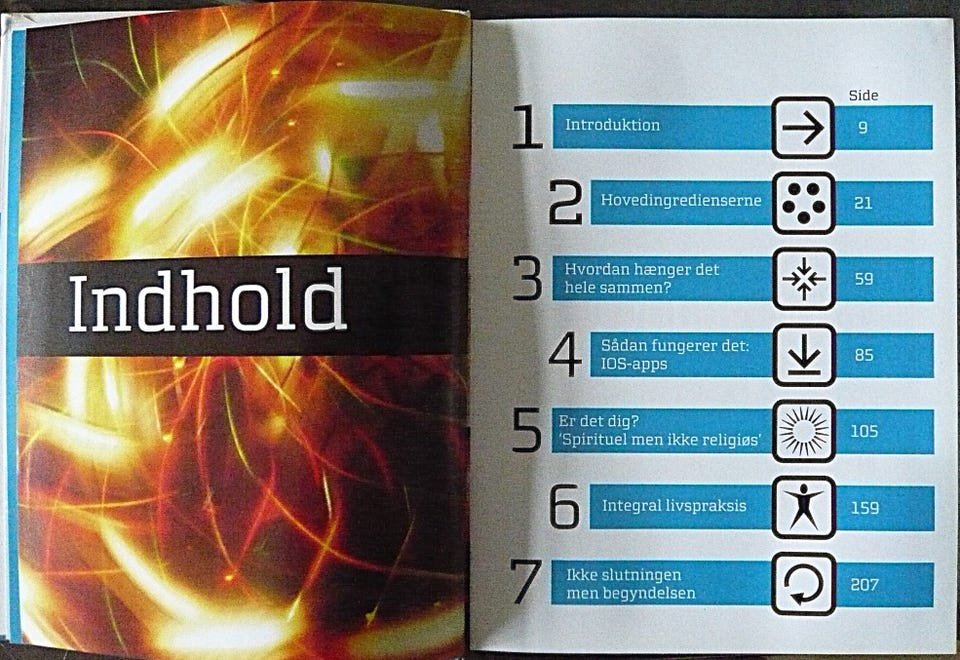 Indhold
Side
1 Introduktion 9
2 Hovedingredienserne 21
3 Hvordan hænger det
hele sammen? 59
4 Sådan fungerer det:
IOS-apps 85
5 Er det dig?
'Spirituel men ikke religiøs' 105
6 Integral livspraksis 159
7 Ikke slutningen
men begyndelsen 207